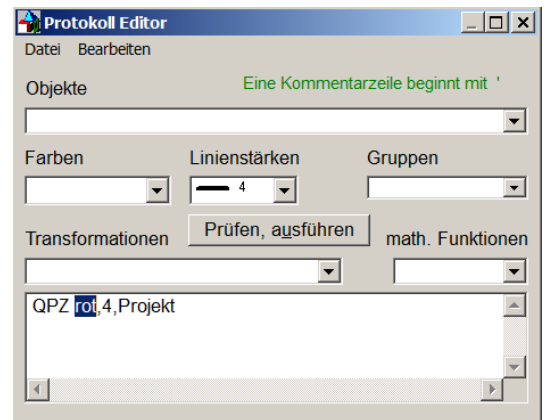 Protokoll Editor
Datei Bearbeiten
Objekte
Eine Kommentarzeile beginnt mit '
Farben Linienstärken Gruppen
4
Transformationen Prüfen, ausführen math. Funktionen
QPZ rot,4,Projekt